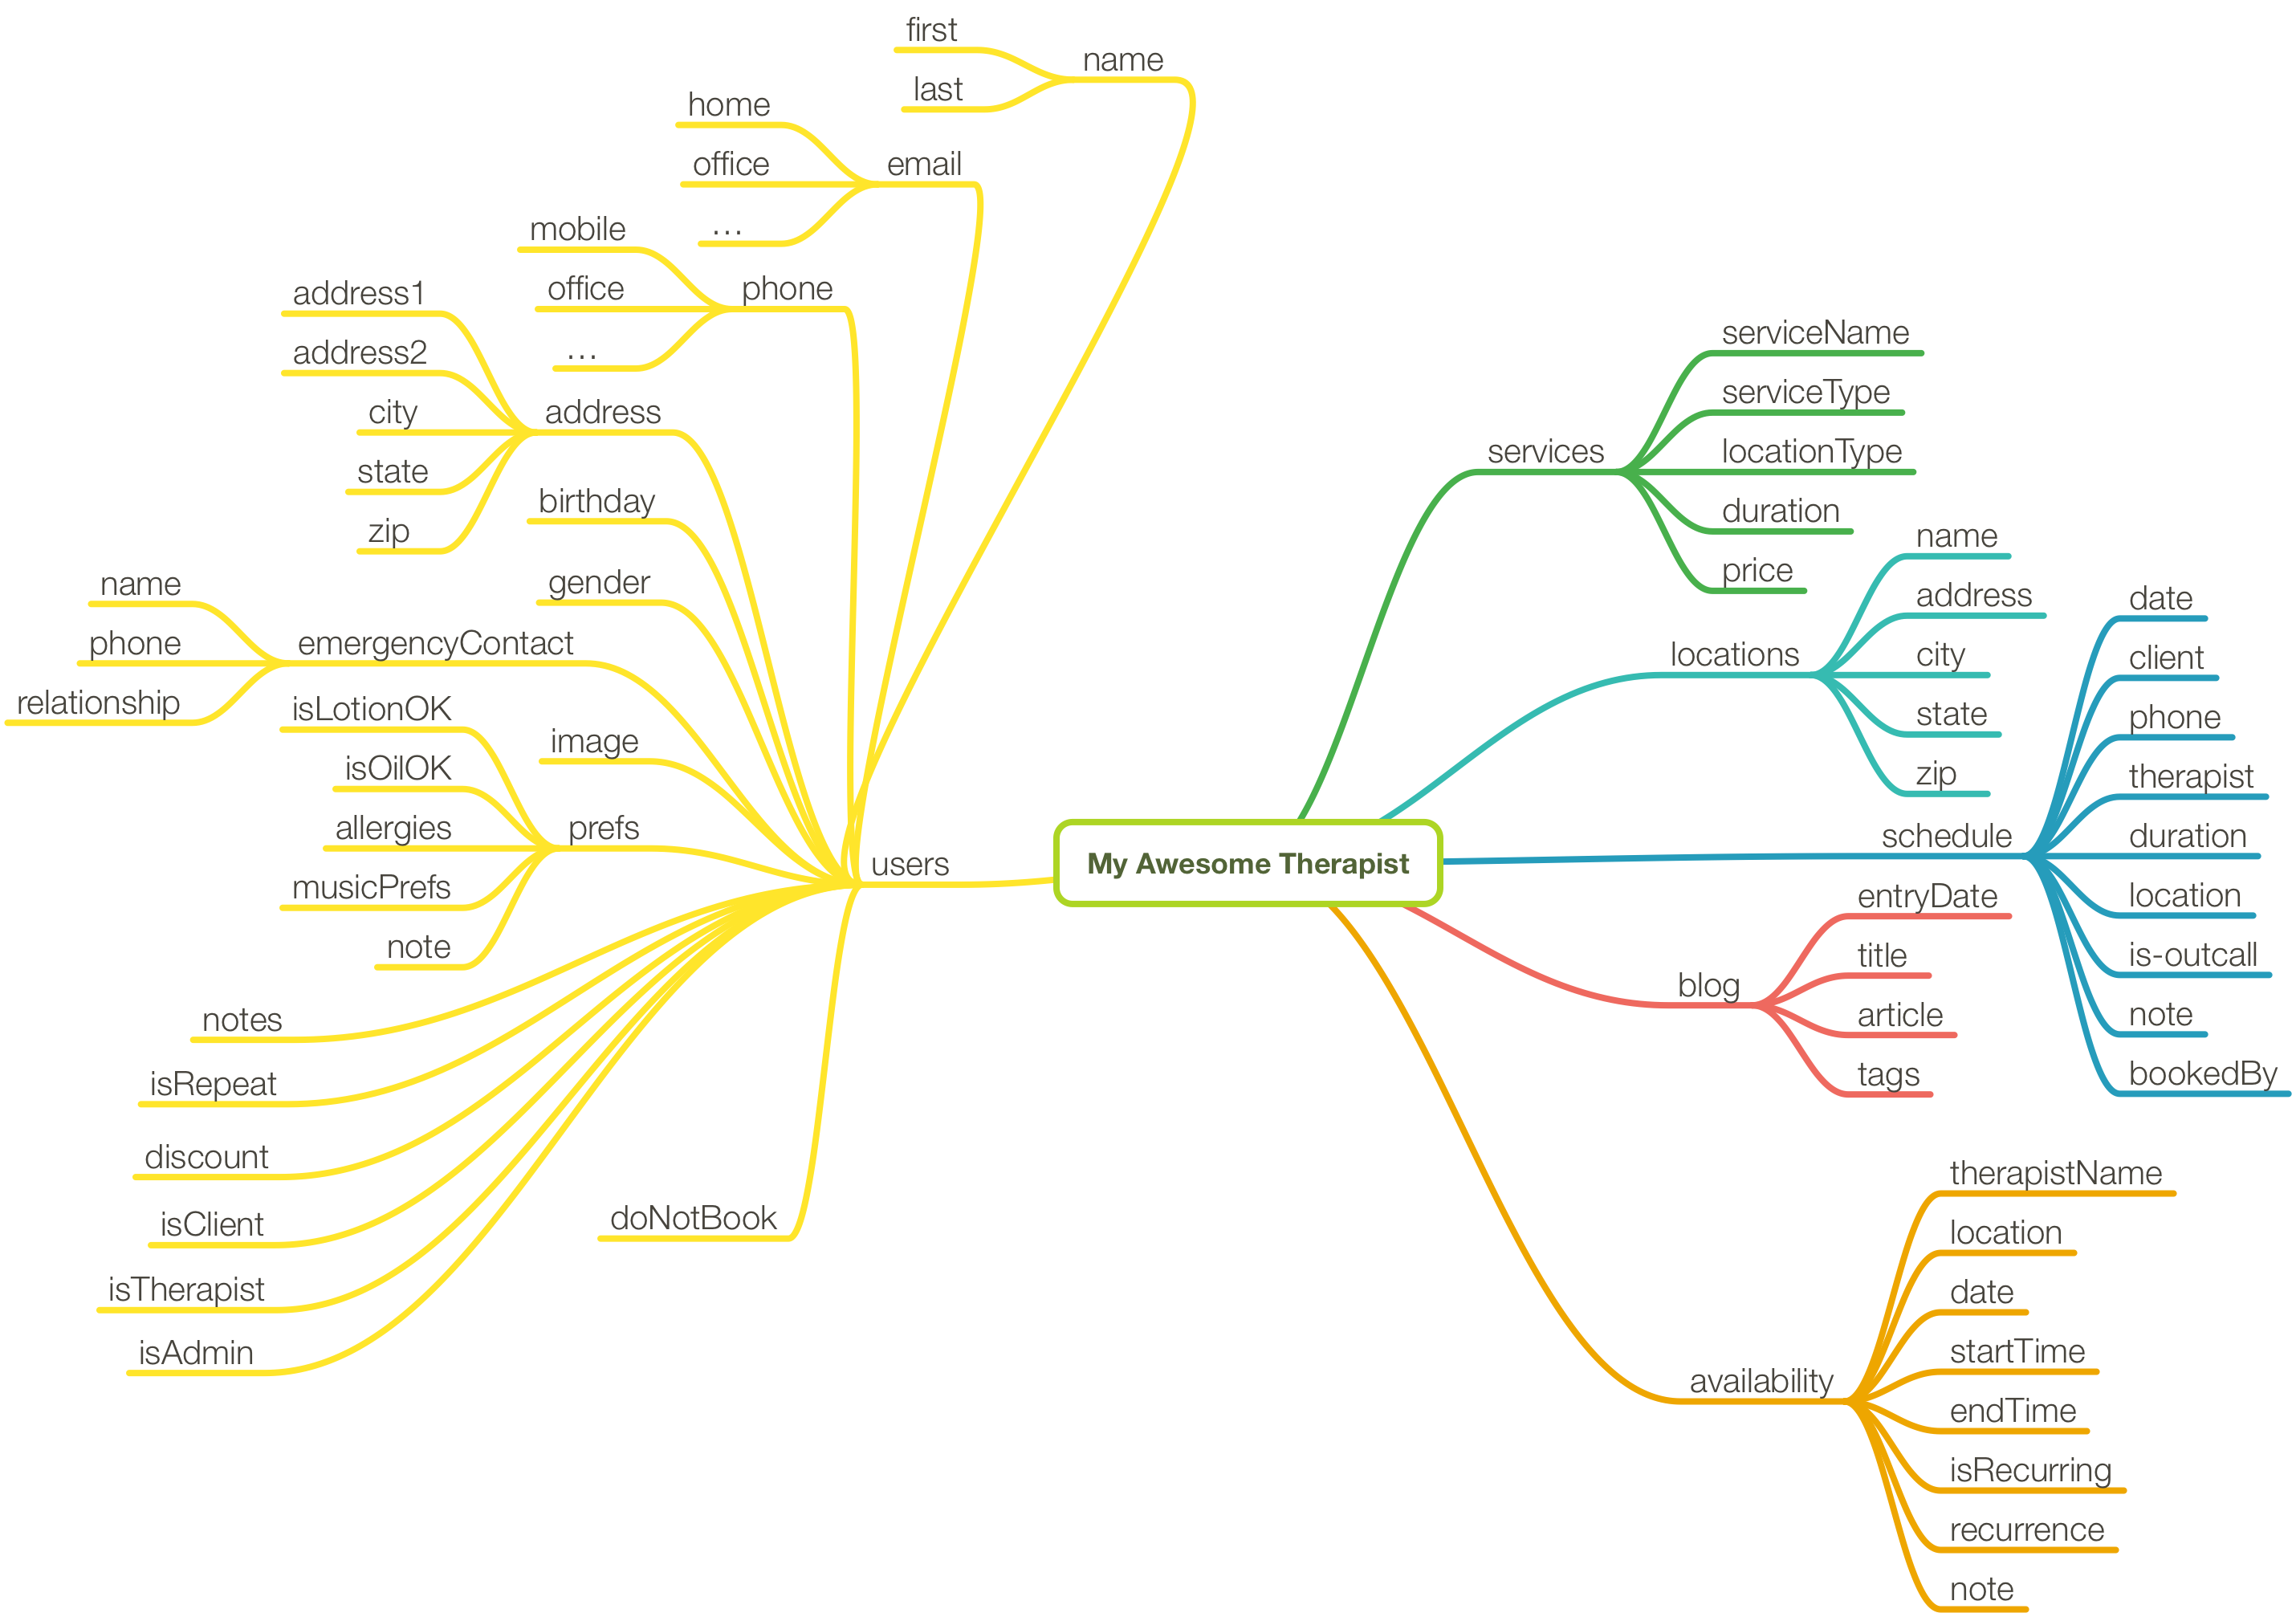 My Awesome Therapist
users
name
first
last
email
home
office
...
phone
mobile
office
...
address
address1
address2
city
state
zip
birthday
gender
emergencyContact
name
phone
relationship
image
prefs
isLotionOK
isOilOK
allergies
musicPrefs
note
notes
isRepeat
discount
isClient
isTherapist
isAdmin
doNotBook
services
serviceName
serviceType
locationType
duration
price
locations
name
address
city
state
zip
schedule
date
client
phone
therapist
duration
location
is-outcall
note
bookedBy
blog
entryDate
title
article
tags
availability
therapistName
location
date
startTime
endTime
isRecurring
recurrence
note